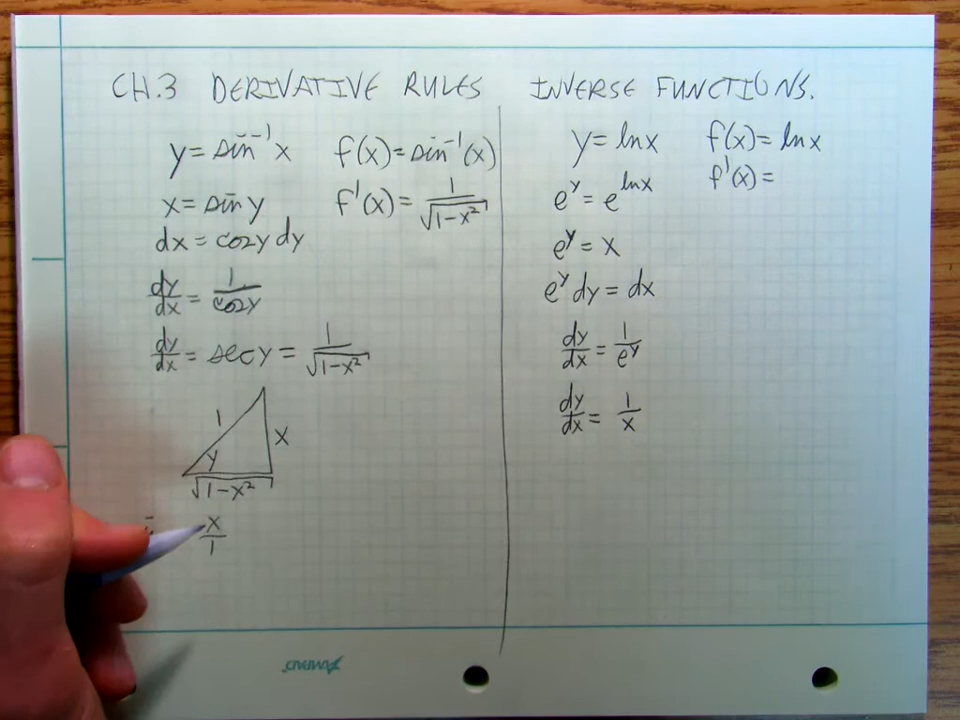 CH.3 DERIVATIVE RULES INVERSE FUNCTIONS.
y = sin⁻¹ x f(x) = sin⁻¹(x)
x = sin y f'(x) = 1/√(1-x²)
dx = cos y dy
dy/dx = 1/cos y
dy/dx = sec y = 1/√(1-x²)
1
y
x
√(1-x²)
x/1
y = ln x f(x) = ln x
f'(x) =
e^y = e^(ln x)
e^y = x
e^y dy = dx
dy/dx = 1/e^y
dy/dx = 1/x
AMPAD